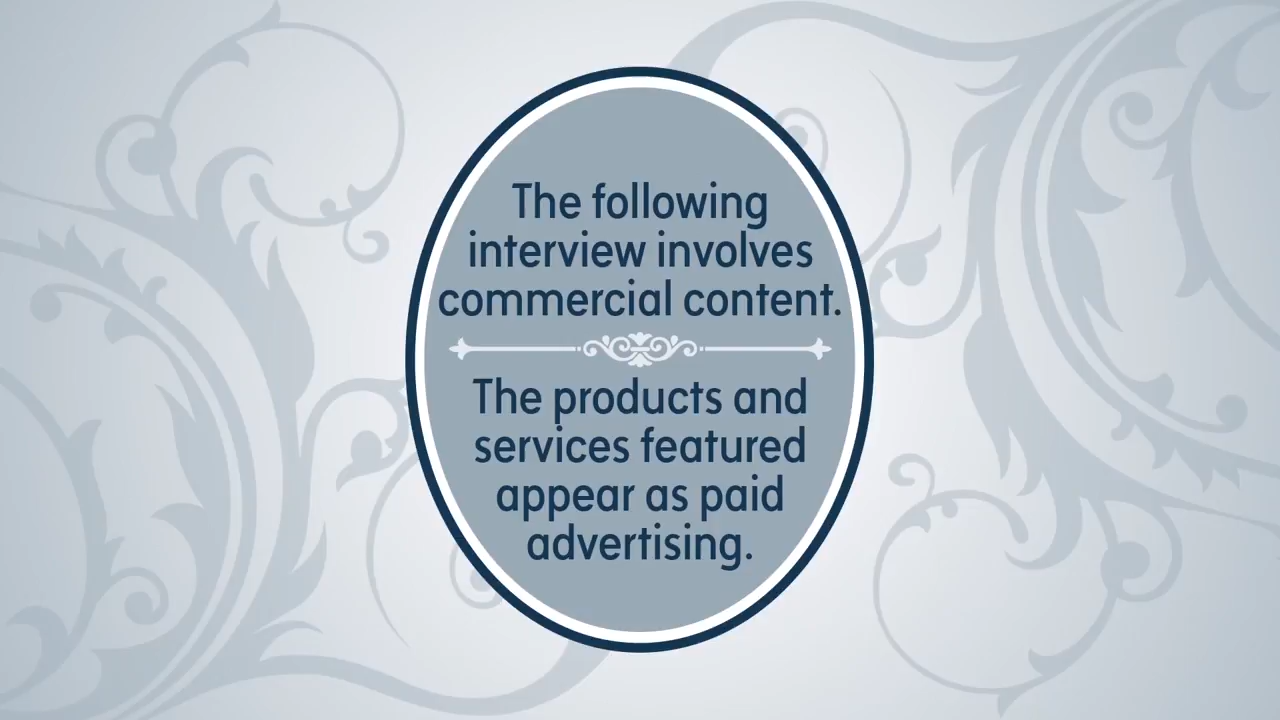 The following
interview involves
commercial content.
The products and
services featured
appear as paid
advertising.